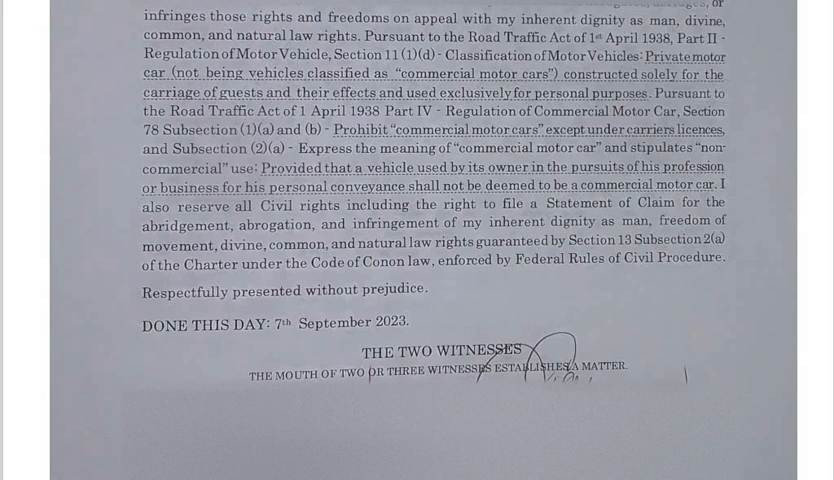 or
infringes those rights and freedoms on appeal with my inherent dignity as man, divine,
common, and natural law rights. Pursuant to the Road Traffic Act of 1st April 1938, Part II -
Regulation of Motor Vehicle, Section 11 (1)(d) - Classification of Motor Vehicles: Private motor
car (not being vehicles classified as “commercial motor cars”) constructed solely for the
carriage of guests and their effects and used exclusively for personal purposes. Pursuant to
the Road Traffic Act of 1 April 1938 Part IV - Regulation of Commercial Motor Car, Section
78 Subsection (1)(a) and (b) - Prohibit “commercial motor cars” except under carriers licences,
and Subsection (2)(a) - Express the meaning of “commercial motor car” and stipulates “non-
commercial” use: Provided that a vehicle used by its owner in the pursuits of his profession
or business for his personal conveyance shall not be deemed to be a commercial motor car. I
also reserve all Civil rights including the right to file a Statement of Claim for the
abridgement, abrogation, and infringement of my inherent dignity as man, freedom of
movement, divine, common, and natural law rights guaranteed by Section 13 Subsection 2(a)
of the Charter under the Code of Conon law, enforced by Federal Rules of Civil Procedure.
Respectfully presented without prejudice.
DONE THIS DAY: 7th September 2023.
THE TWO WITNESSES
THE MOUTH OF TWO OR THREE WITNESSES ESTABLISHES A MATTER.